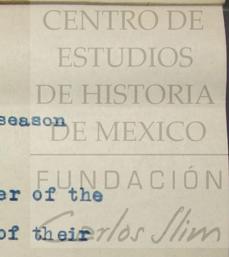 CENTRO DE
ESTUDIOS
DE HISTORIA
season
DE MEXICO
FUNDACIÓN
er of the
Carlos Slim
of their